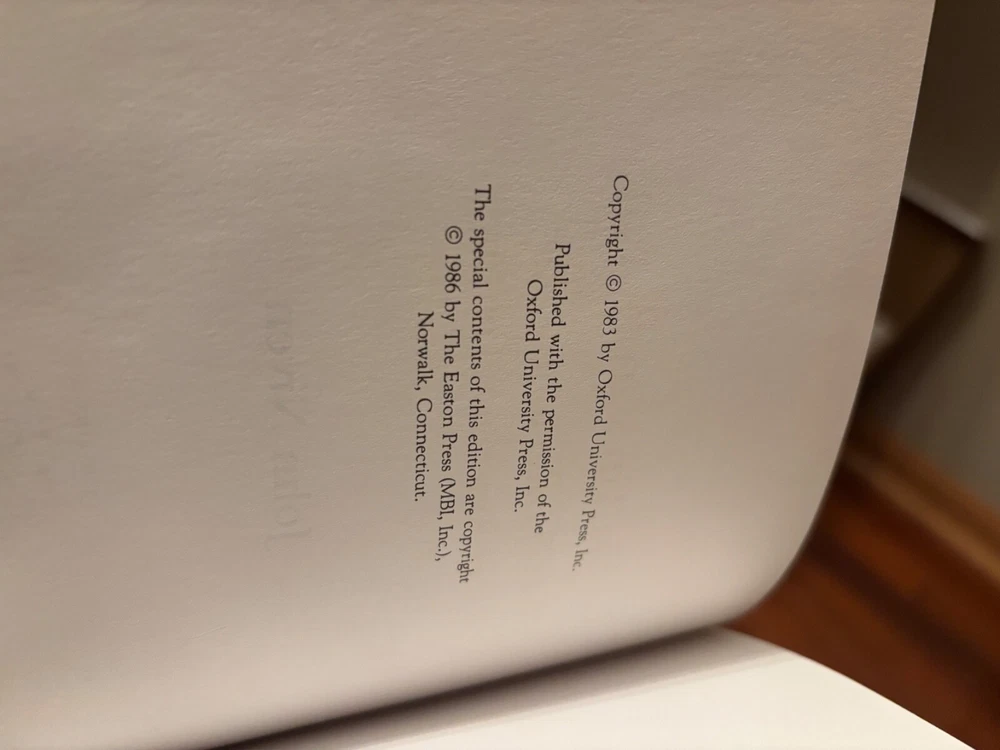 Copyright © 1983 by Oxford University Press, Inc.
Published with the permission of the
Oxford University Press, Inc.
The special contents of this edition are copyright
© 1986 by The Easton Press (MBI, Inc.),
Norwalk, Connecticut.